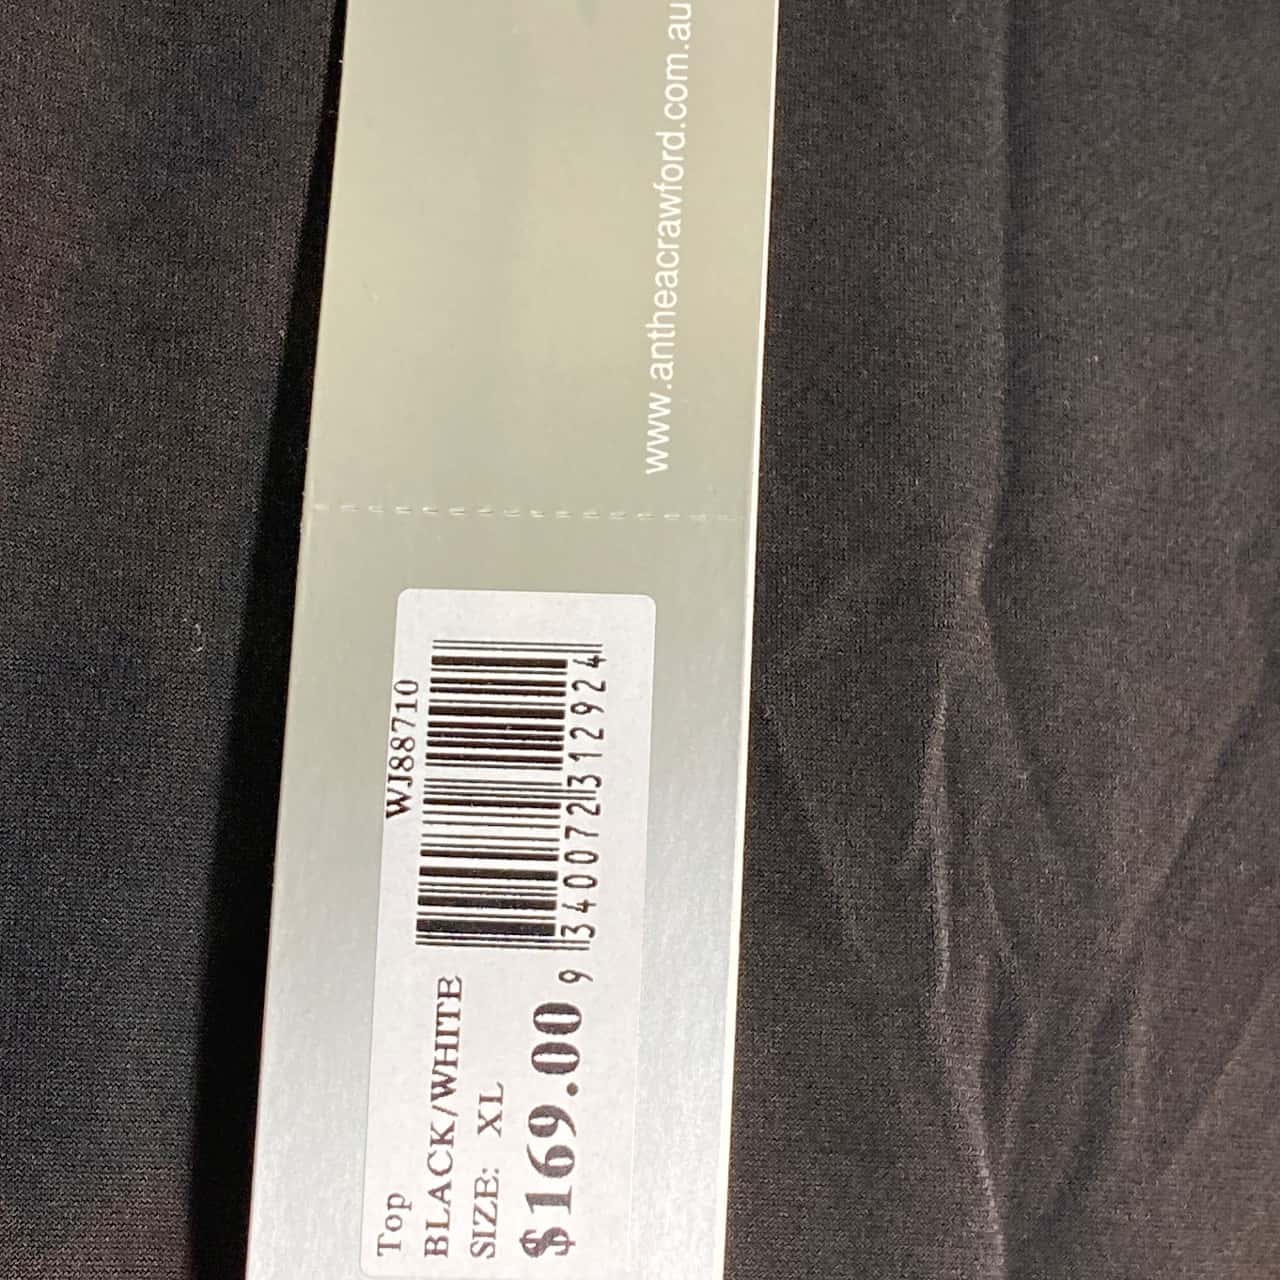 www.antheacrawford.com.au
Top
WJ88710
BLACK/WHITE
SIZE: XL
$169.00
9 340072 312924